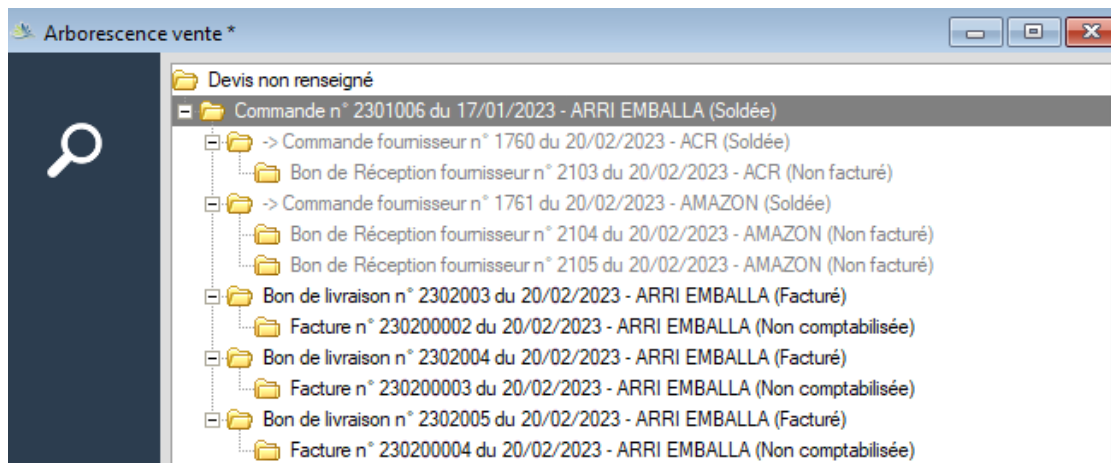 Arborescence vente *
Devis non renseigné
Commande n° 2301006 du 17/01/2023 - ARRI EMBALLA (Soldée)
-> Commande fournisseur n° 1760 du 20/02/2023 - ACR (Soldée)
Bon de Réception fournisseur n° 2103 du 20/02/2023 - ACR (Non facturé)
-> Commande fournisseur n° 1761 du 20/02/2023 - AMAZON (Soldée)
Bon de Réception fournisseur n° 2104 du 20/02/2023 - AMAZON (Non facturé)
Bon de Réception fournisseur n° 2105 du 20/02/2023 - AMAZON (Non facturé)
Bon de livraison n° 2302003 du 20/02/2023 - ARRI EMBALLA (Facturé)
Facture n° 230200002 du 20/02/2023 - ARRI EMBALLA (Non comptabilisée)
Bon de livraison n° 2302004 du 20/02/2023 - ARRI EMBALLA (Facturé)
Facture n° 230200003 du 20/02/2023 - ARRI EMBALLA (Non comptabilisée)
Bon de livraison n° 2302005 du 20/02/2023 - ARRI EMBALLA (Facturé)
Facture n° 230200004 du 20/02/2023 - ARRI EMBALLA (Non comptabilisée)